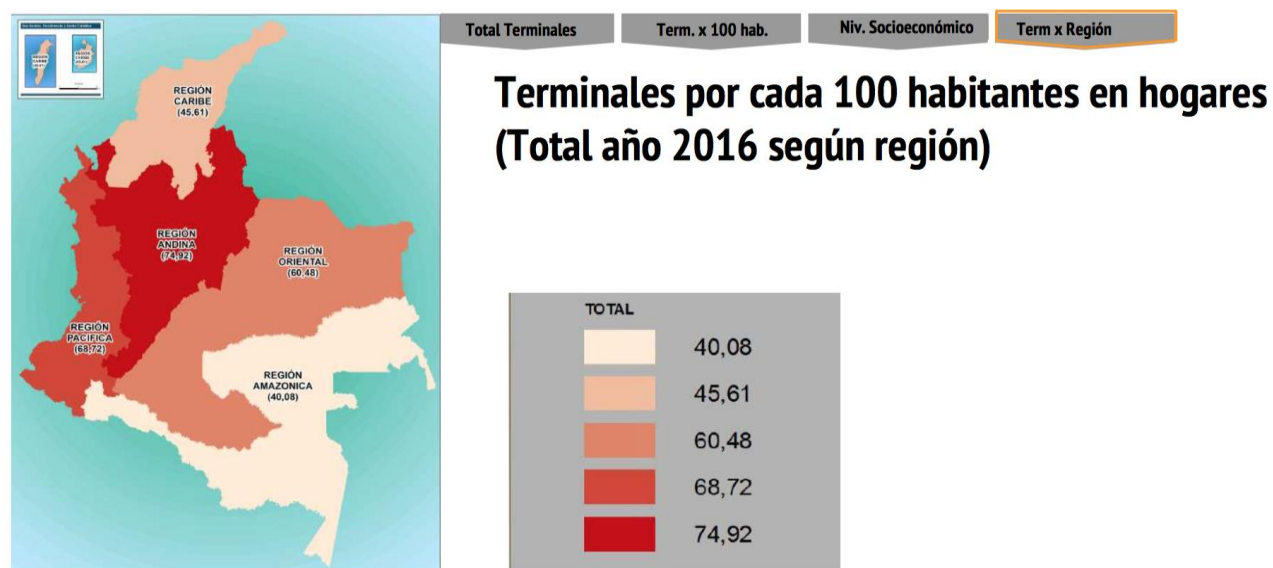 Total Terminales
Term. x 100 hab.
Niv. Socioeconómico
Term x Región
Terminales por cada 100 habitantes en hogares
(Total año 2016 según región)
REGIÓN
CARIBE
(45,61)
REGIÓN
ANDINA
(74,92)
REGIÓN
ORIENTAL
(60,48)
REGIÓN
PACIFICA
(68,72)
REGIÓN
AMAZONICA
(40,08)
TOTAL
40,08
45,61
60,48
68,72
74,92